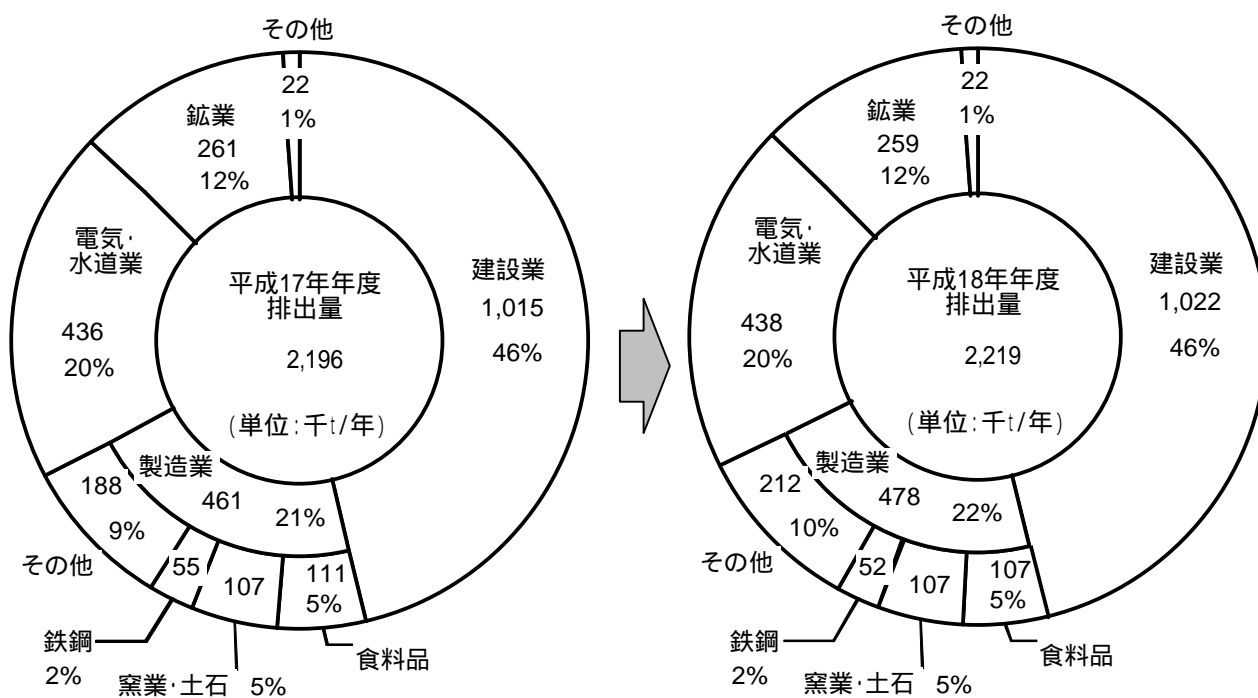 その他
22
1%
鉱業
261
12%
電気・
水道業
436
20%
平成17年年度
排出量
2,196
(単位:千t/年)
建設業
1,015
46%
製造業
461
21%
188
9%
その他
55
107
111
5%
鉄鋼
2%
窯業・土石 5%
食料品
その他
22
1%
鉱業
259
12%
電気・
水道業
438
20%
平成18年年度
排出量
2,219
(単位:千t/年)
建設業
1,022
46%
製造業
478
22%
212
10%
その他
52
107
107
5%
鉄鋼
2%
窯業・土石 5%
食料品